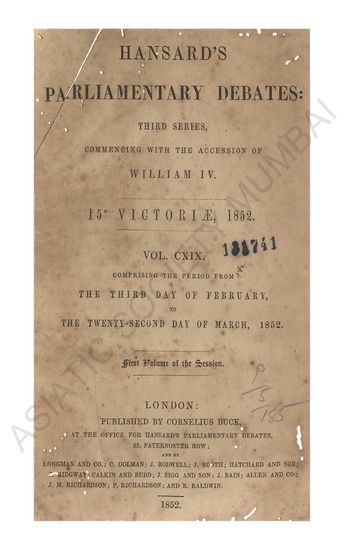 HANSARD'S
PARLIAMENTARY DEBATES:
THIRD SERIES,
COMMENCING WITH THE ACCESSION OF
WILLIAM IV.
15° VICTORIÆ, 1852.
VOL. CXIX.
131741
COMPRISING THE PERIOD FROM
THE THIRD DAY OF FEBRUARY,
TO
THE TWENTY-SECOND DAY OF MARCH, 1852.
First Volume of the Session.
P
15
185
LONDON:
PUBLISHED BY CORNELIUS BUCK,
AT THE OFFICE FOR HANSARD'S PARLIAMENTARY DEBATES,
23, PATERNOSTER ROW;
AND BY
LONGMAN AND CO.; C. DOLMAN; J. RODWELL; J. BOOTH; HATCHARD AND SON;
RIDGWAY; CALKIN AND BUDD; J. BIGG AND SON; J. BAIN; ALLEN AND CO.;
J. M. RICHARDSON; P. RICHARDSON; AND R. BALDWIN.
1852.
ASIATIC SOCIETY MUMBAI